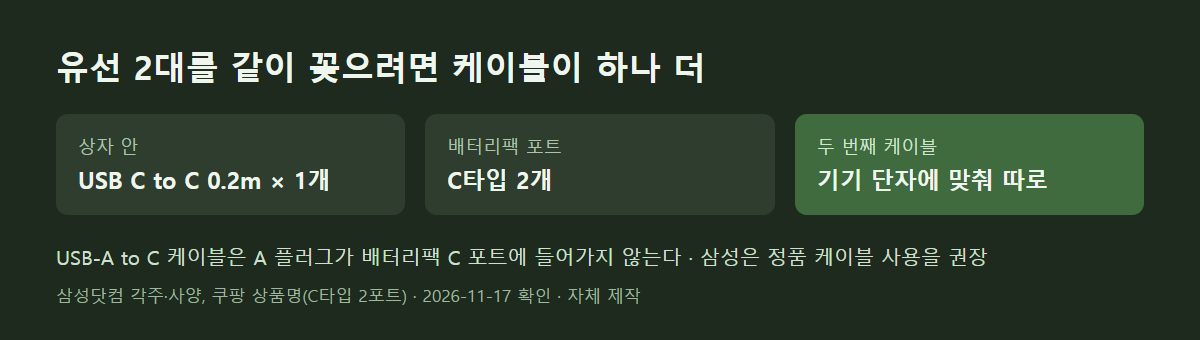 유선 2대를 같이 꽂으려면 케이블이 하나 더
상자 안
USB C to C 0.2m × 1개
배터리팩 포트
C타입 2개
두 번째 케이블
기기 단자에 맞춰 따로
USB-A to C 케이블은 A 플러그가 배터리팩 C 포트에 들어가지 않는다 · 삼성은 정품 케이블 사용을 권장
삼성닷컴 각주·사양, 쿠팡 상품명(C타입 2포트) · 2026-11-17 확인 · 자체 제작